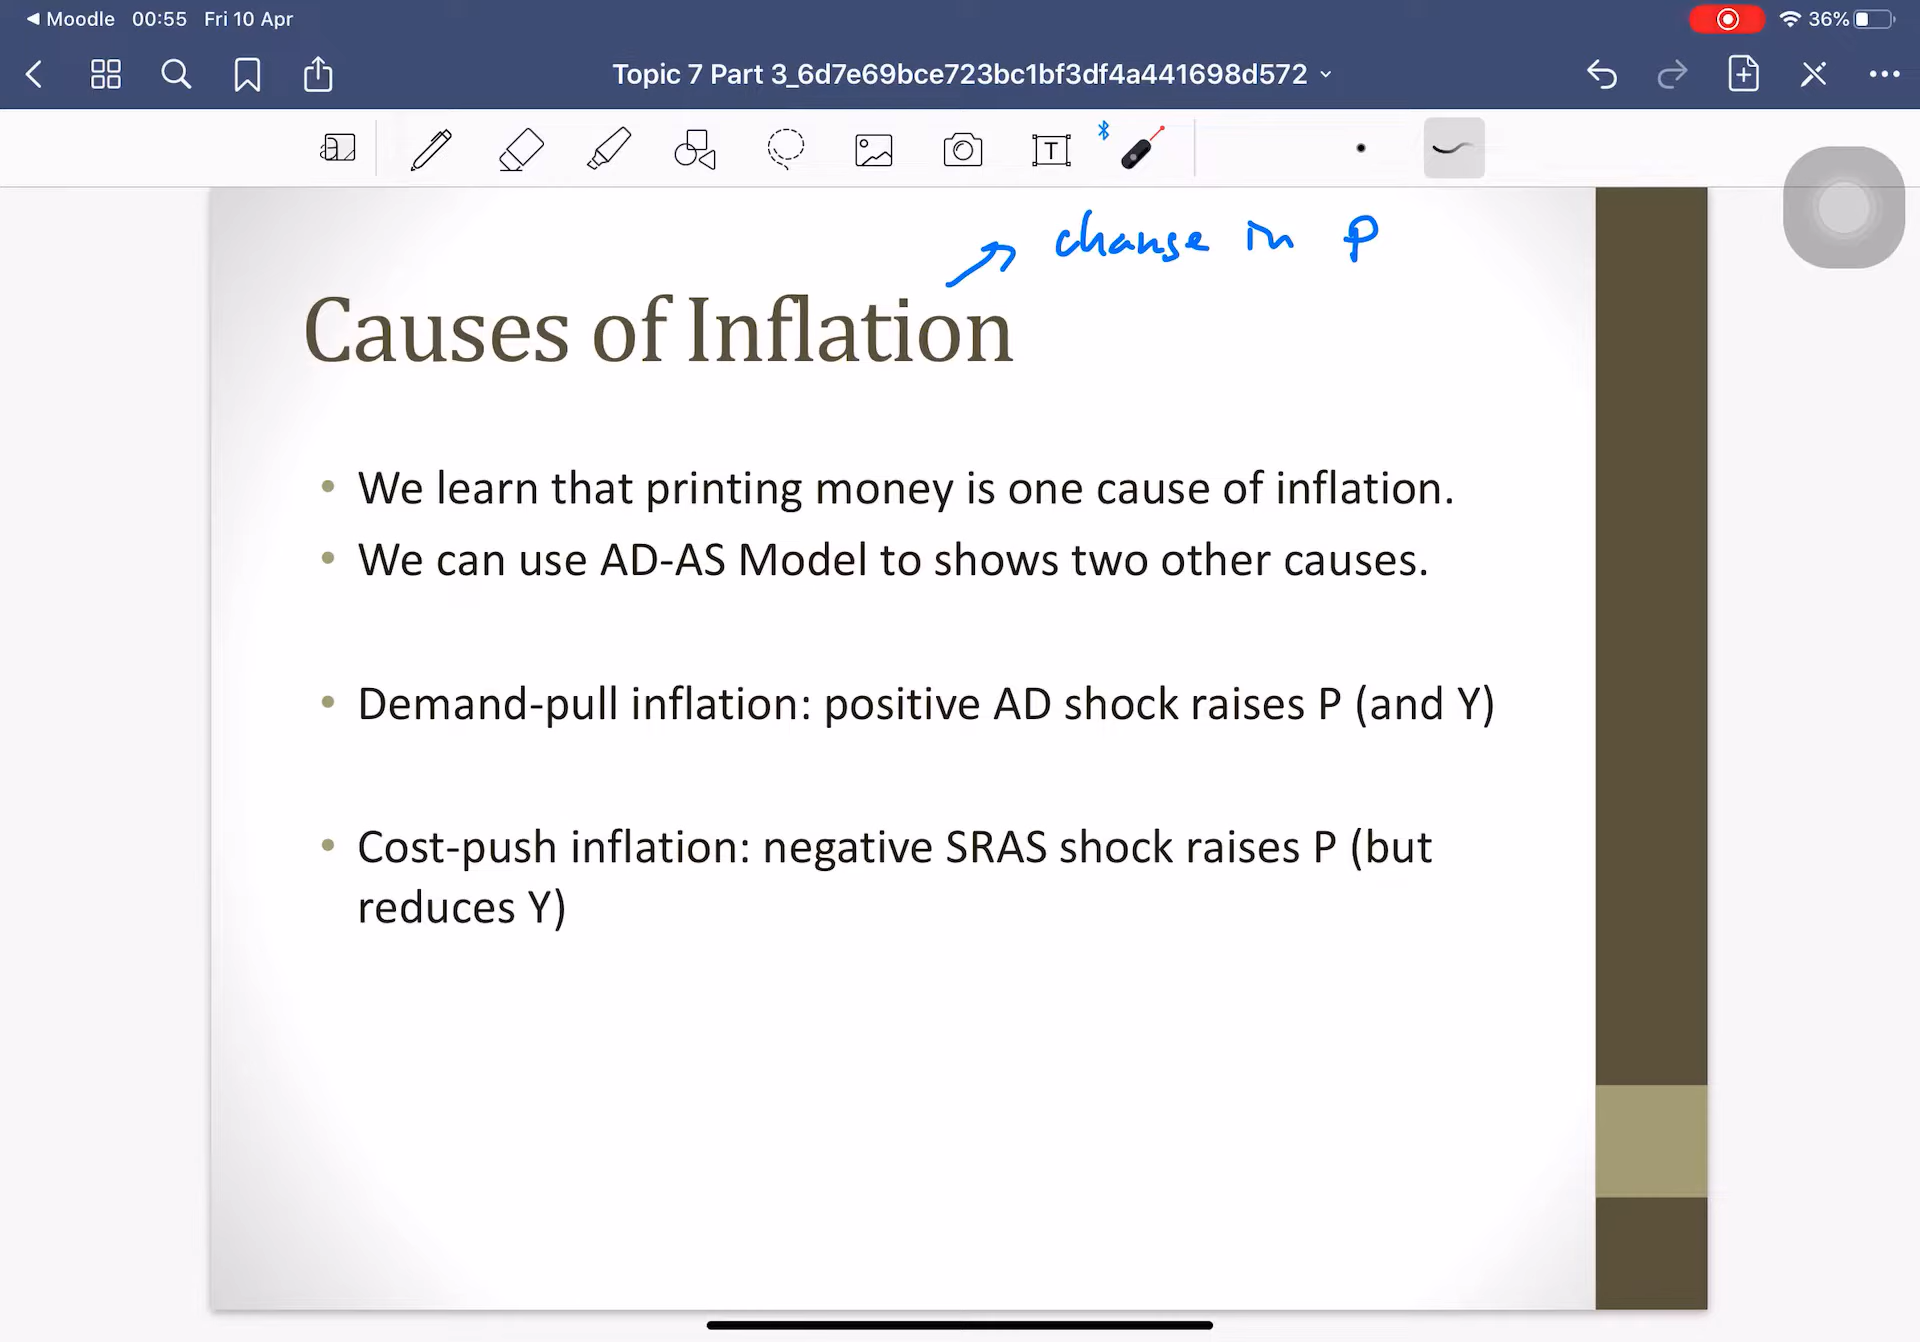 Moodle 00:55 Fri 10 Apr 36%
Topic 7 Part 3_6d7e69bce723bc1bf3df4a441698d572
change in P
Causes of Inflation
• We learn that printing money is one cause of inflation.
• We can use AD-AS Model to shows two other causes.
• Demand-pull inflation: positive AD shock raises P (and Y)
• Cost-push inflation: negative SRAS shock raises P (but
reduces Y)